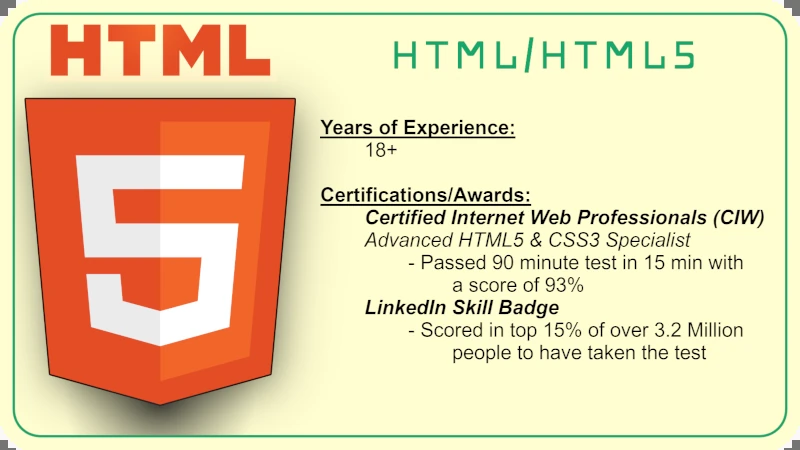 HTML
5
HTML/HTML5
Years of Experience:
18+
Certifications/Awards:
Certified Internet Web Professionals (CIW)
Advanced HTML5 & CSS3 Specialist
- Passed 90 minute test in 15 min with
a score of 93%
LinkedIn Skill Badge
- Scored in top 15% of over 3.2 Million
people to have taken the test